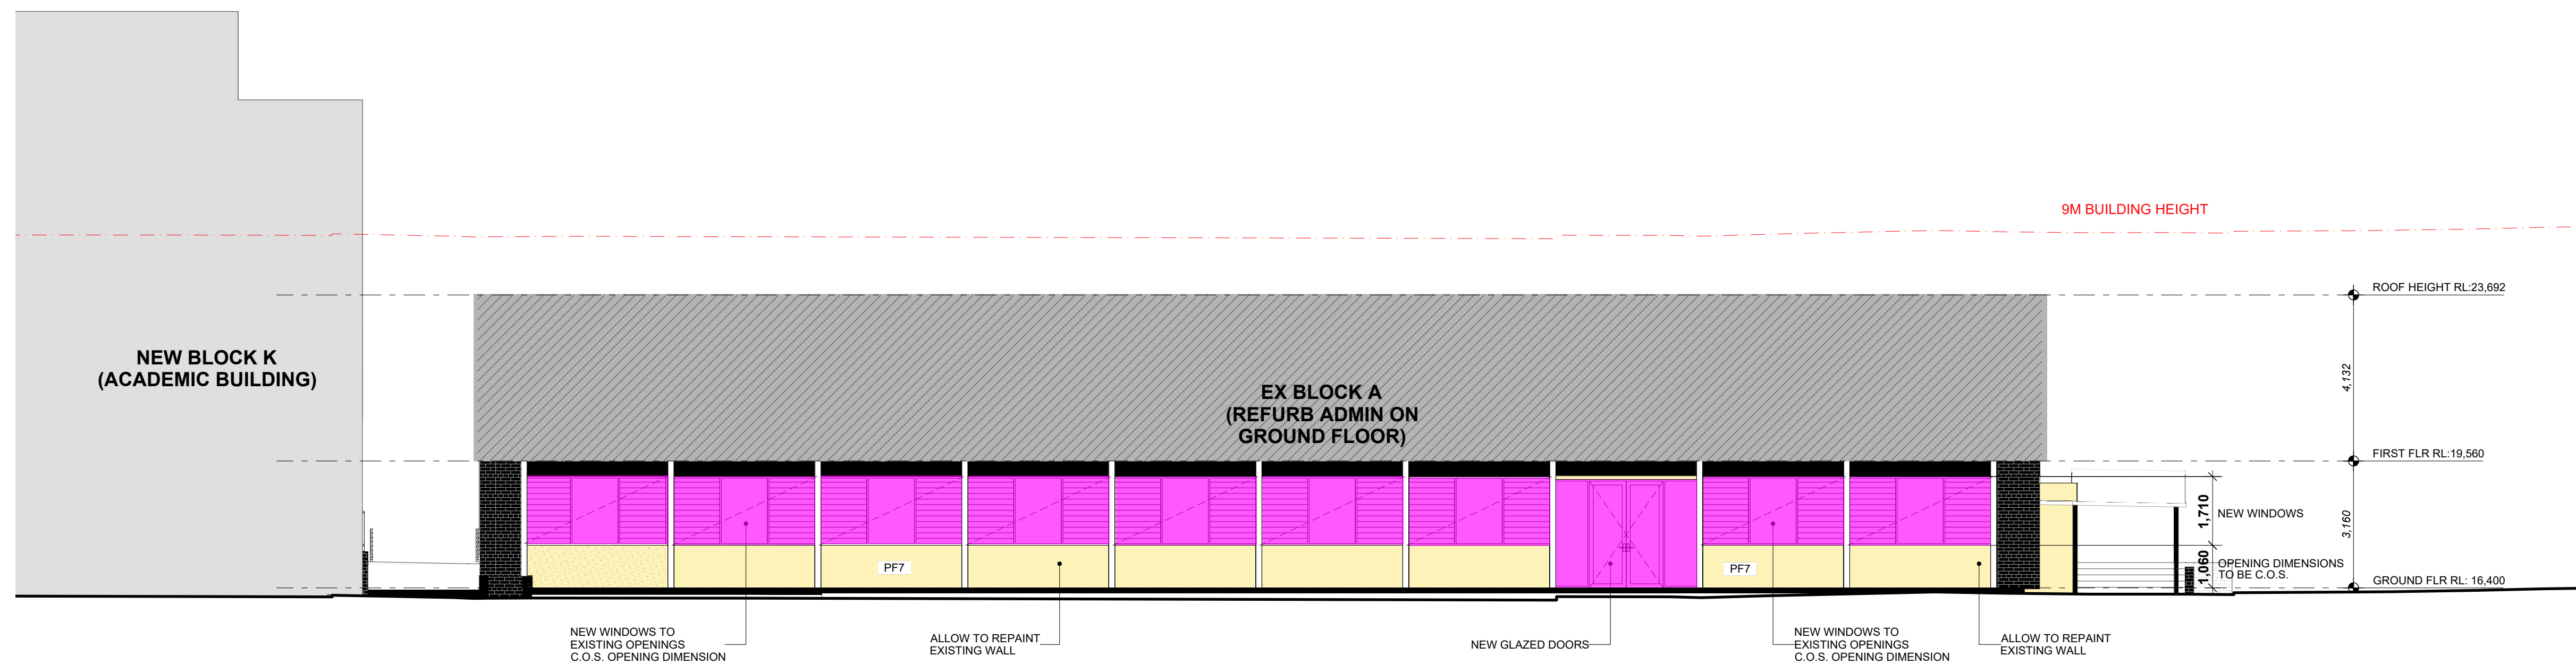 9M BUILDING HEIGHT
ROOF HEIGHT RL:23,692
NEW BLOCK K
(ACADEMIC BUILDING)
EX BLOCK A
(REFURB ADMIN ON
GROUND FLOOR)
4,132
FIRST FLR RL:19,560
1,710
NEW WINDOWS
3,160
PF7
PF7
1,060
OPENING DIMENSIONS
TO BE C.O.S.
GROUND FLR RL: 16,400
NEW WINDOWS TO
EXISTING OPENINGS
C.O.S. OPENING DIMENSION
ALLOW TO REPAINT
EXISTING WALL
NEW GLAZED DOORS
NEW WINDOWS TO
EXISTING OPENINGS
C.O.S. OPENING DIMENSION
ALLOW TO REPAINT
EXISTING WALL